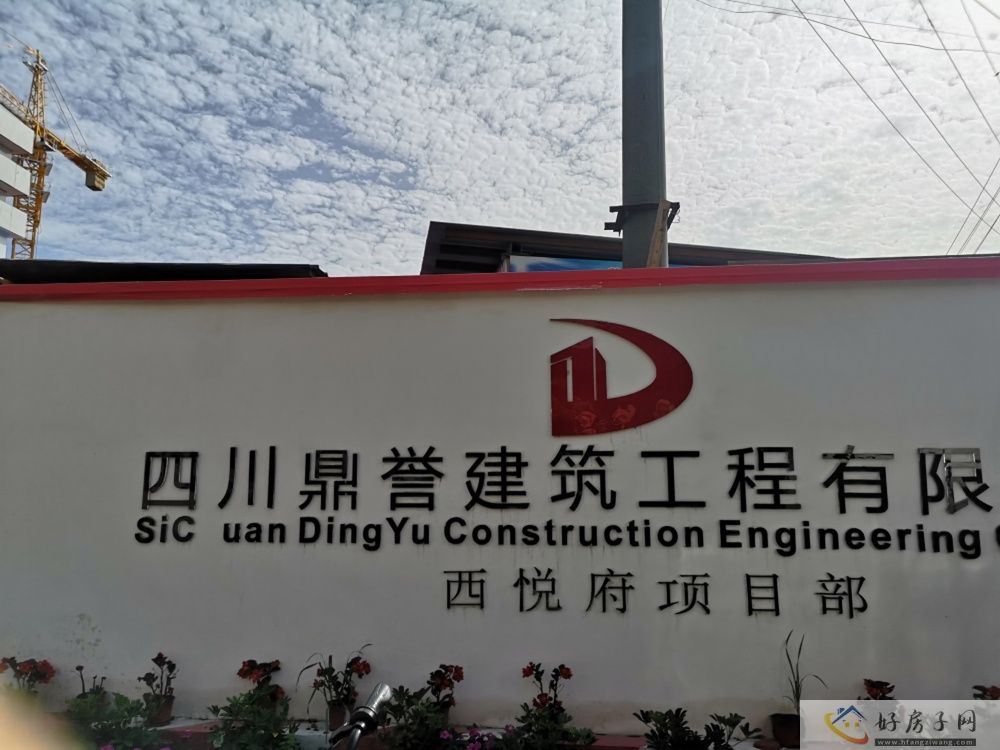 四川鼎誉建筑工程有限
SiC uan DingYu Construction Engineering
西悦府项目部
好房子网
www.hfangziwang.com